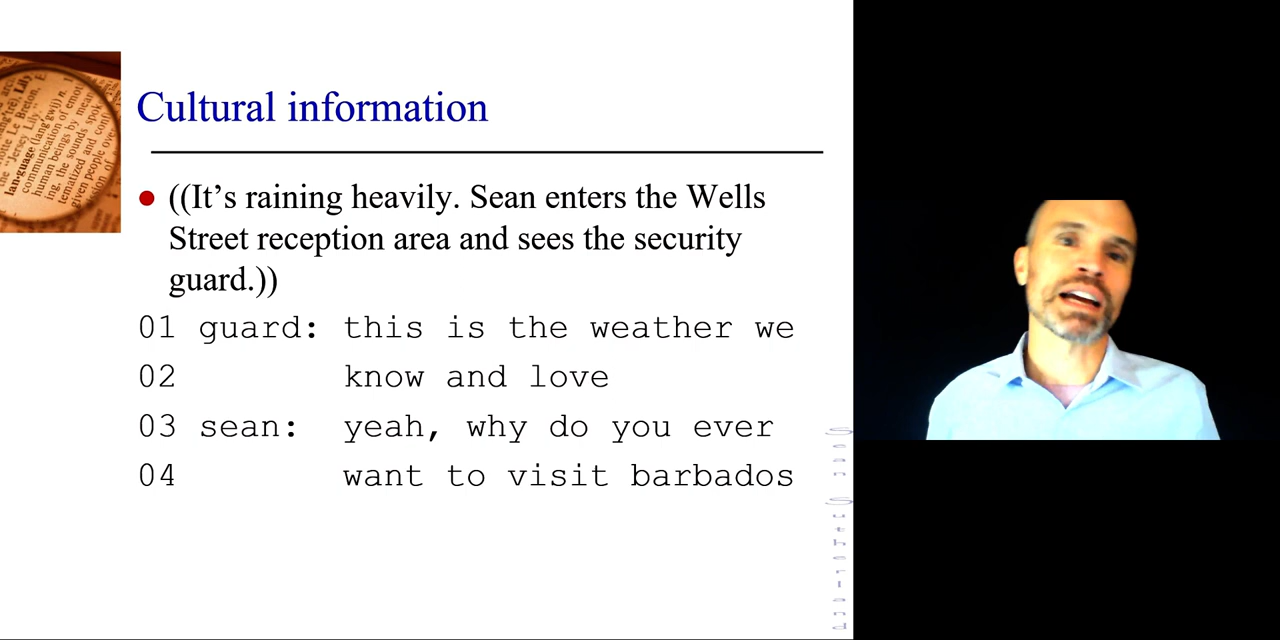 Cultural information
((It's raining heavily. Sean enters the Wells
Street reception area and sees the security
guard.))
01 guard: this is the weather we
02 know and love
03 sean: yeah, why do you ever
04 want to visit barbados
Sean Sutherland